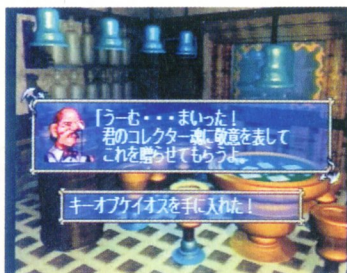 「うーむ・・・まいった！
君のコレクター魂に敬意を表して
これを贈らせてもらうよ
キーオブケイオスを手に入れた！